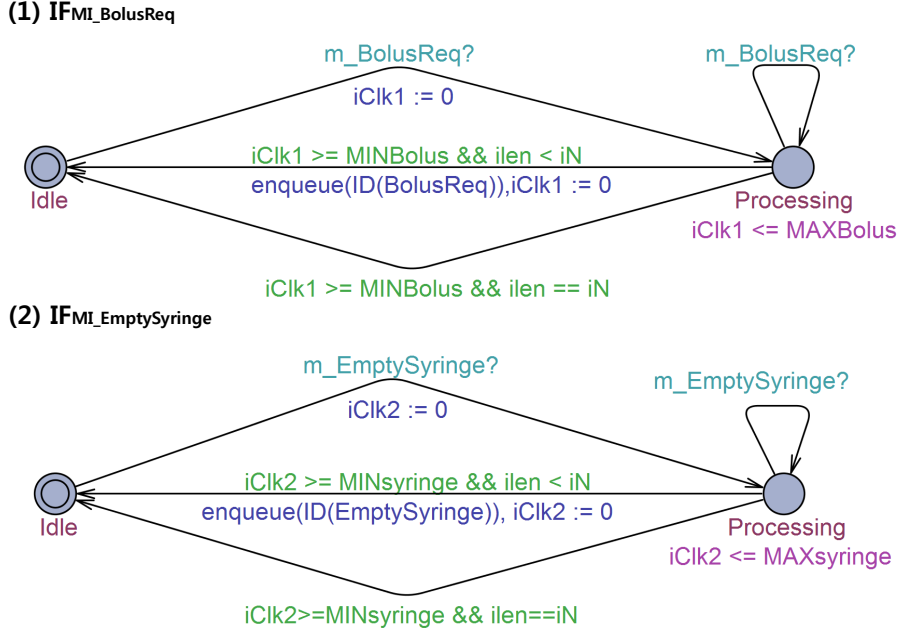 (1) IFMI_BolusReq
m_BolusReq?
m_BolusReq?
iClk1 := 0
iClk1 >= MINBolus && ilen < iN
enqueue(ID(BolusReq)),iClk1 := 0
Idle
Processing
iClk1 <= MAXBolus
iClk1 >= MINBolus && ilen == iN
(2) IFMI_EmptySyringe
m_EmptySyringe?
m_EmptySyringe?
iClk2 := 0
iClk2 >= MINsyringe && ilen < iN
enqueue(ID(EmptySyringe)), iClk2 := 0
Idle
Processing
iClk2 <= MAXsyringe
iClk2>=MINsyringe && ilen==iN